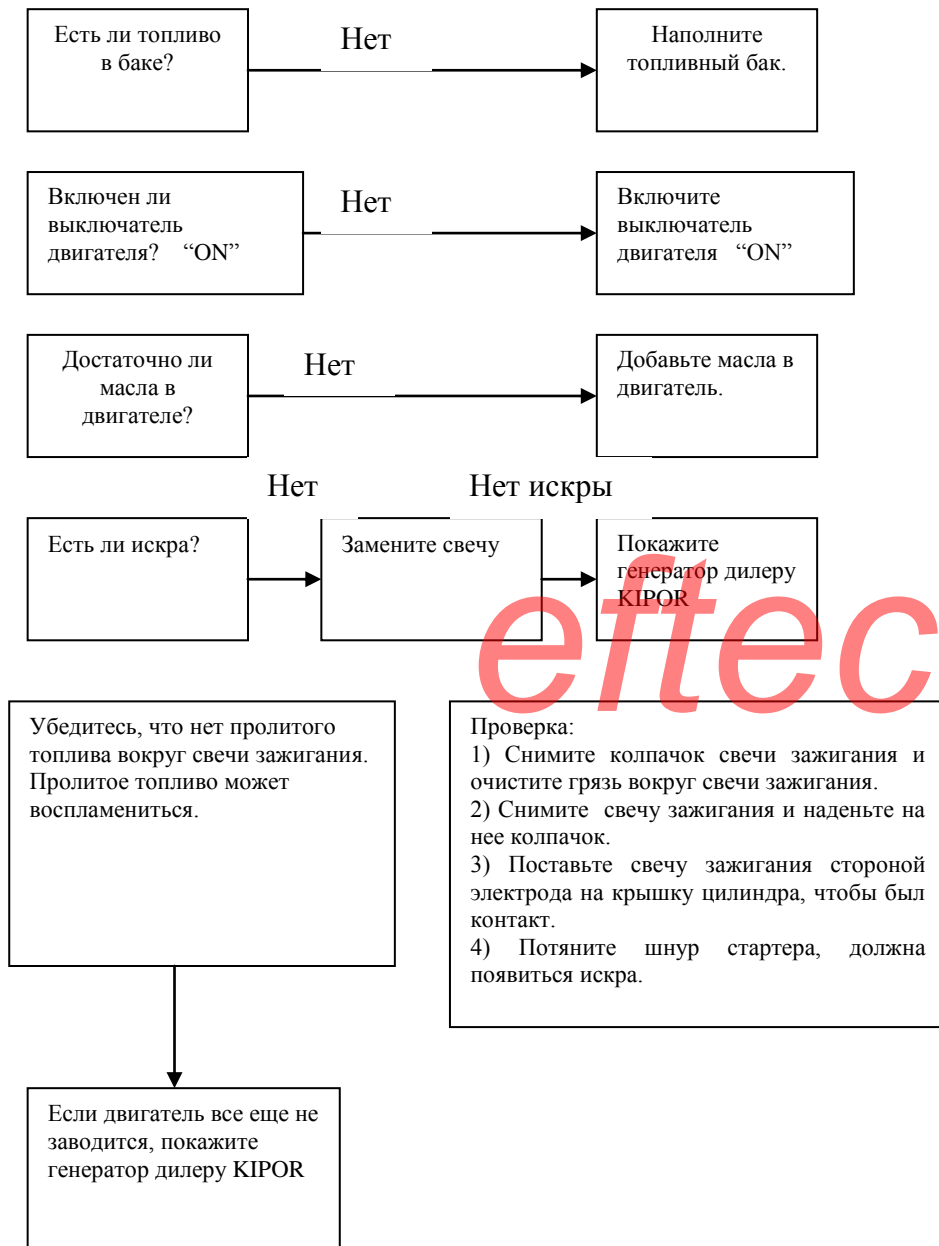 Есть ли топливо
в баке?
Нет
Наполните
топливный бак.
Включен ли
выключатель
двигателя? “ON”
Нет
Включите
выключатель
двигателя “ON”
Достаточно ли
масла в
двигателе?
Нет
Добавьте масла в
двигатель.
Нет
Нет искры
Есть ли искра?
Замените свечу
Покажите
генератор дилеру
KIPOR
eftec
Убедитесь, что нет пролитого
топлива вокруг свечи зажигания.
Пролитое топливо может
воспламениться.
Проверка:
1) Снимите колпачок свечи зажигания и
очистите грязь вокруг свечи зажигания.
2) Снимите свечу зажигания и наденьте на
нее колпачок.
3) Поставьте свечу зажигания стороной
электрода на крышку цилиндра, чтобы был
контакт.
4) Потяните шнур стартера, должна
появиться искра.
Если двигатель все еще не
заводится, покажите
генератор дилеру KIPOR